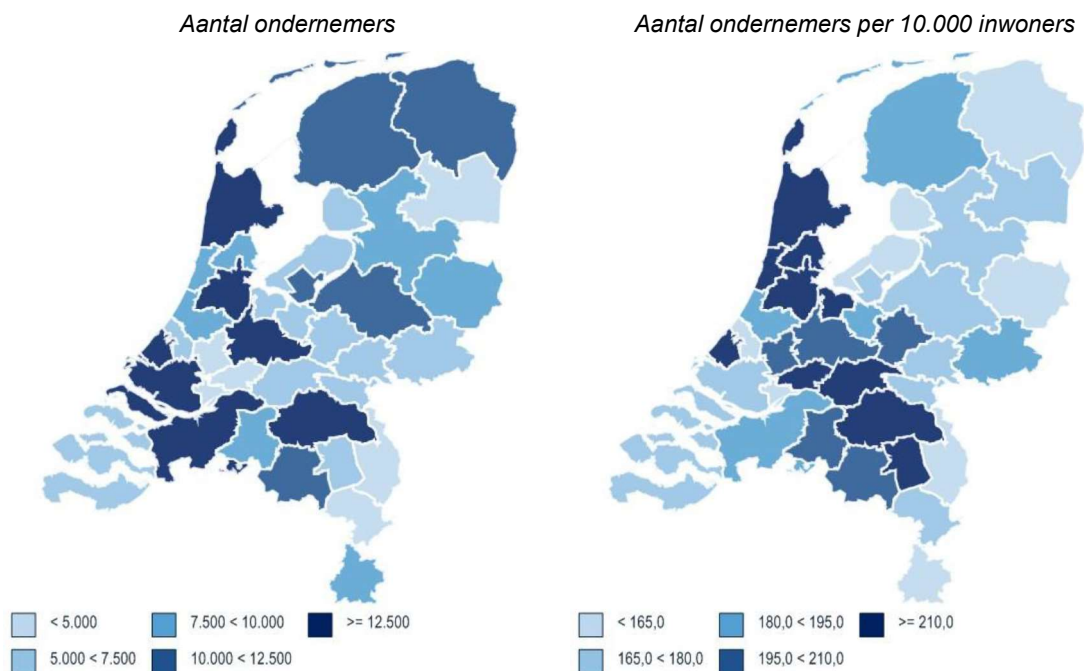 Aantal ondernemers
Aantal ondernemers per 10.000 inwoners
< 5.000
7.500 < 10.000
>= 12.500
5.000 < 7.500
10.000 < 12.500
< 165,0
180,0 < 195,0
>= 210,0
165,0 < 180,0
195,0 < 210,0